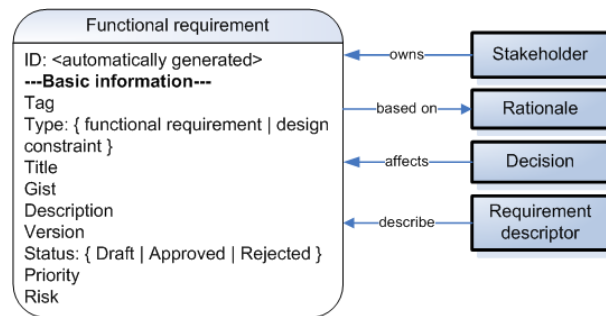 Functional requirement
ID: <automatically generated>
---Basic information---
Tag
Type: { functional requirement | design
constraint }
Title
Gist
Description
Version
Status: { Draft | Approved | Rejected }
Priority
Risk
owns
Stakeholder
based on
Rationale
affects
Decision
describe
Requirement
descriptor